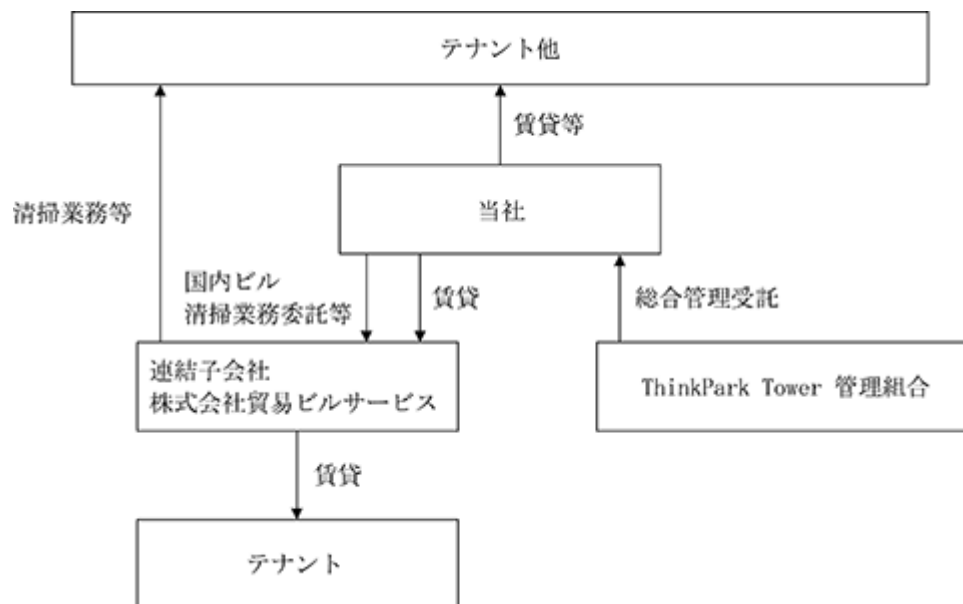 テナント他
賃貸等
当社
清掃業務等
国内ビル
清掃業務委託等
賃貸
総合管理受託
連結子会社
株式会社貿易ビルサービス
ThinkPark Tower 管理組合
賃貸
テナント